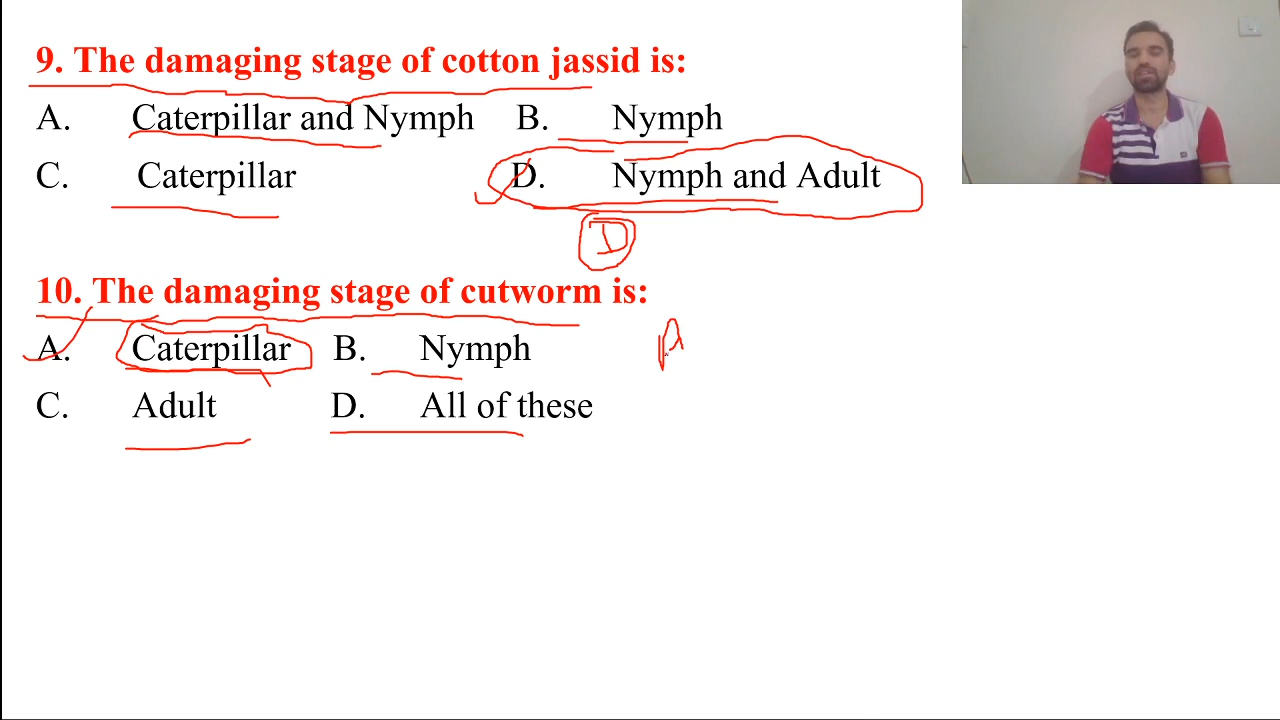 9. The damaging stage of cotton jassid is:
A. Caterpillar and Nymph B. Nymph
C. Caterpillar D. Nymph and Adult
D
10. The damaging stage of cutworm is:
A. Caterpillar B. Nymph A
C. Adult D. All of these